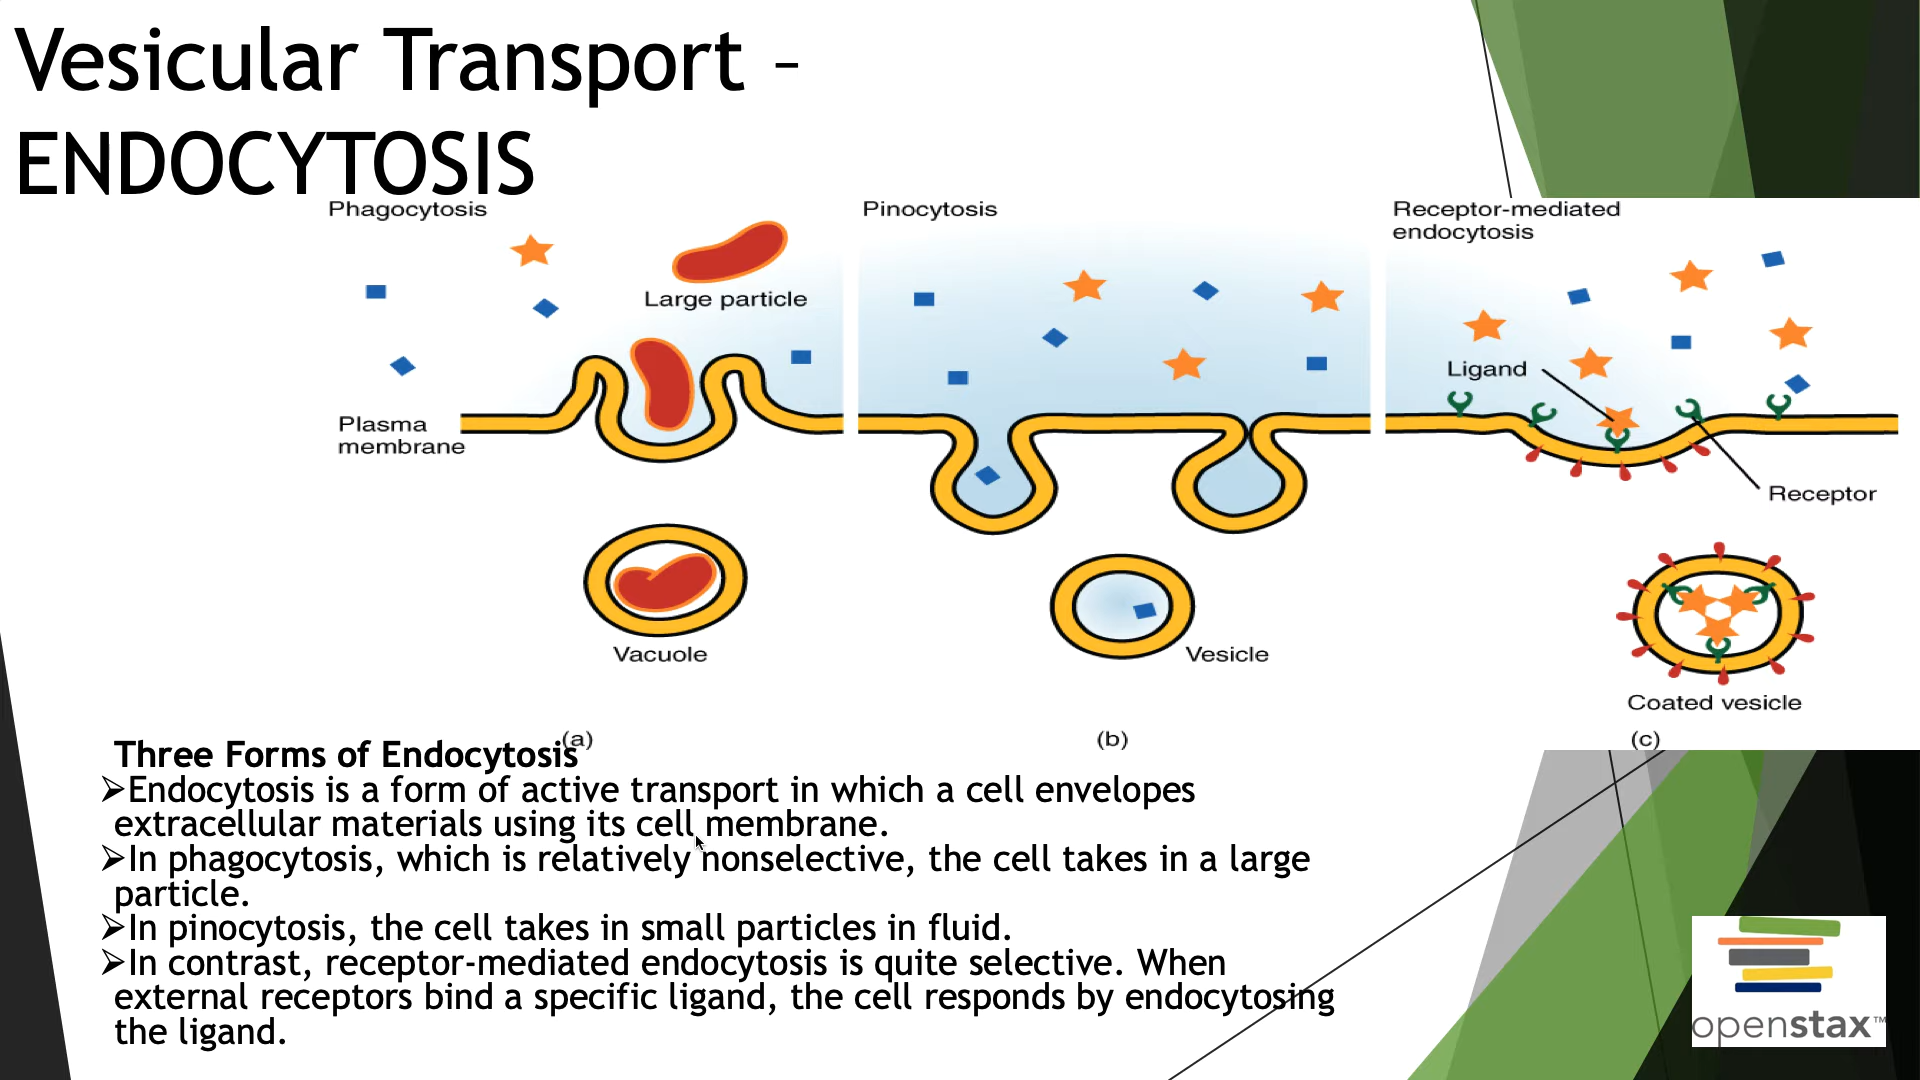 Vesicular Transport –
ENDOCYTOSIS
Phagocytosis
Large particle
Plasma
membrane
Vacuole
(a)
Pinocytosis
Vesicle
(b)
Receptor-mediated
endocytosis
Ligand
Receptor
Coated vesicle
(c)
Three Forms of Endocytosis
➢Endocytosis is a form of active transport in which a cell envelopes
extracellular materials using its cell membrane.
➢In phagocytosis, which is relatively nonselective, the cell takes in a large
particle.
➢In pinocytosis, the cell takes in small particles in fluid.
➢In contrast, receptor-mediated endocytosis is quite selective. When
external receptors bind a specific ligand, the cell responds by endocytosing
the ligand.
openstax™